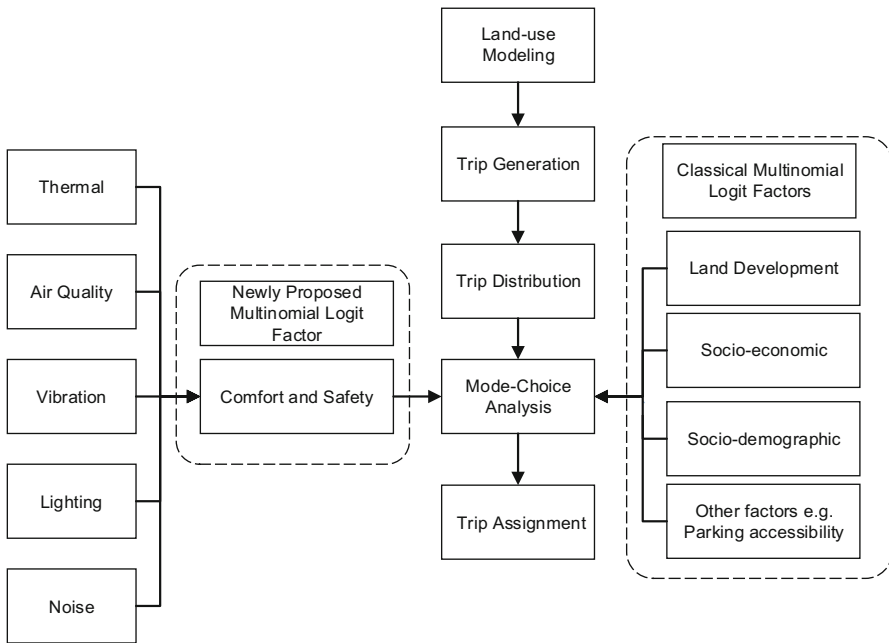 Land-use
Modeling
Trip Generation
Trip Distribution
Mode-Choice
Analysis
Trip Assignment
Thermal
Air Quality
Vibration
Lighting
Noise
Newly Proposed
Multinomial Logit
Factor
Comfort and Safety
Classical Multinomial
Logit Factors
Land Development
Socio-economic
Socio-demographic
Other factors e.g.
Parking accessibility